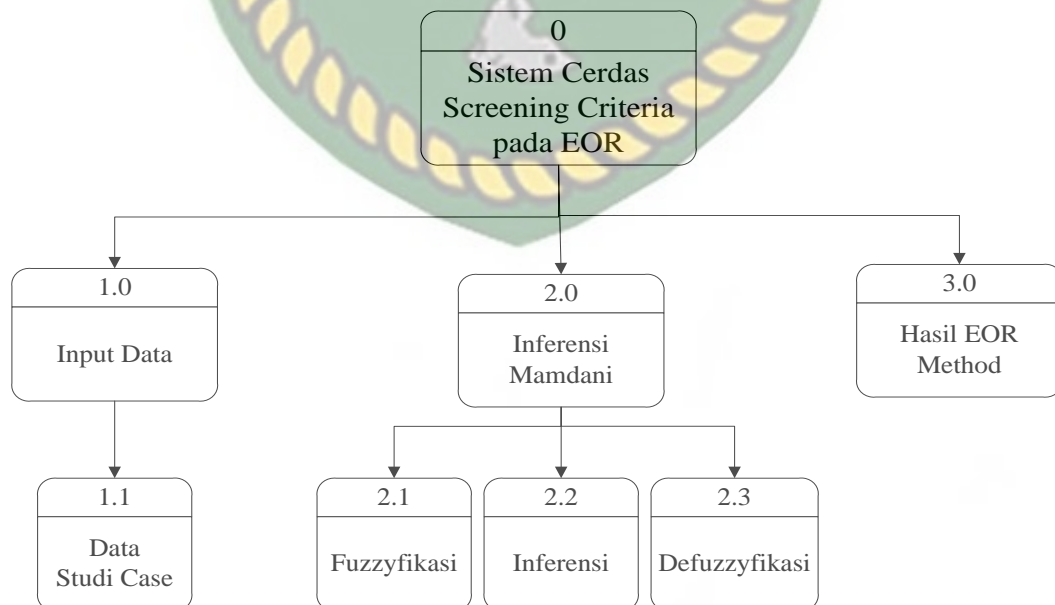 0
Sistem Cerdas
Screening Criteria
pada EOR
1.0
Input Data
2.0
Inferensi
Mamdani
3.0
Hasil EOR
Method
1.1
Data
Studi Case
2.1
Fuzzyfikasi
2.2
Inferensi
2.3
Defuzzyfikasi